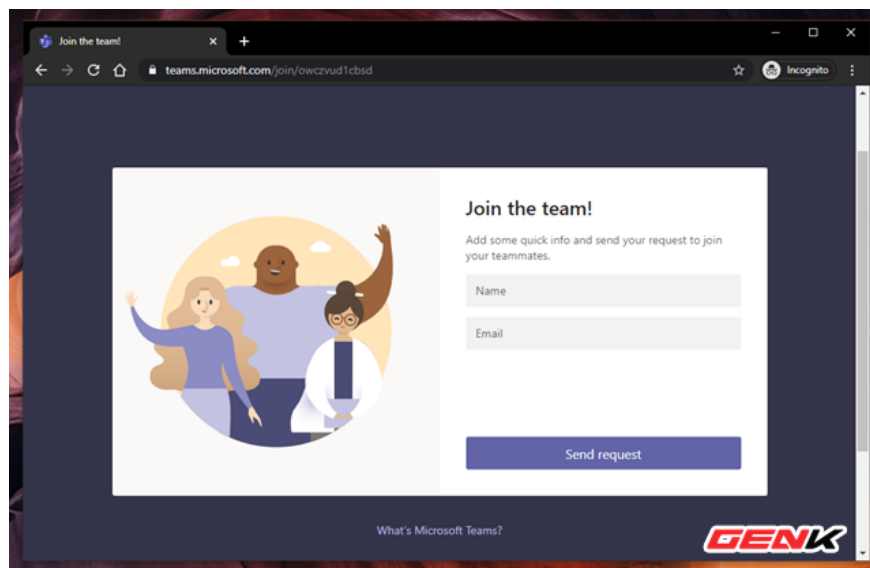 Join the team!
teams.microsoft.com/join/owczvud1cbsd
Incognito
Join the team!
Add some quick info and send your request to join
your teammates.
Name
Email
Send request
What's Microsoft Teams?
GENK